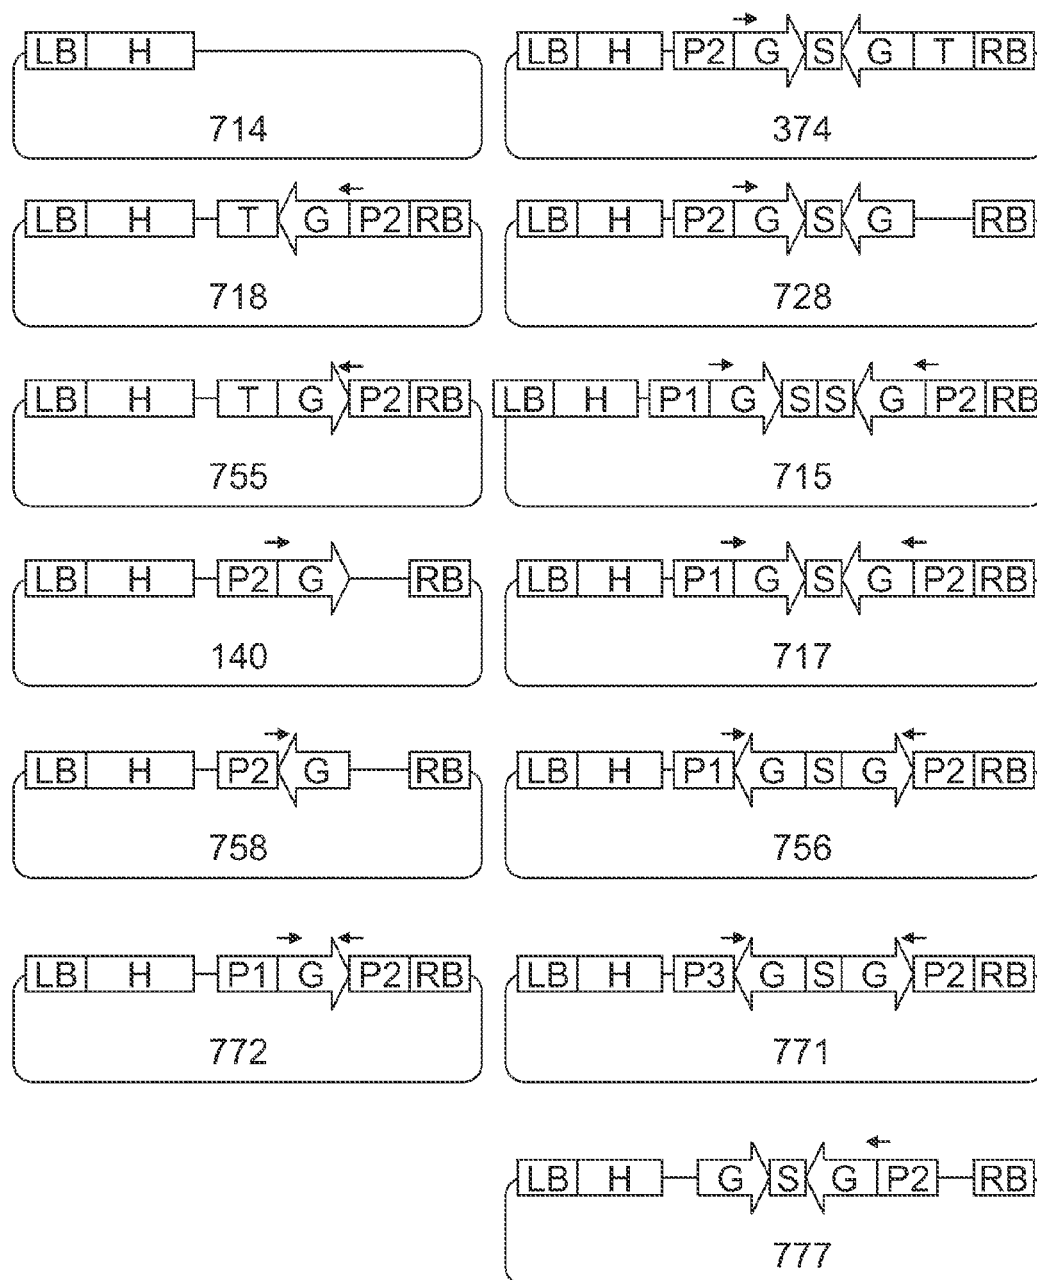 LB H
714
LB H P2 G S G T RB
374
LB H T G P2 RB
718
LB H P2 G S G RB
728
LB H T G P2 RB
755
LB H P1 G S S G P2 RB
715
LB H P2 G RB
140
LB H P1 G S G P2 RB
717
LB H P2 G RB
758
LB H P1 G S G P2 RB
756
LB H P1 G P2 RB
772
LB H P3 G S G P2 RB
771
LB H G S G P2 RB
777